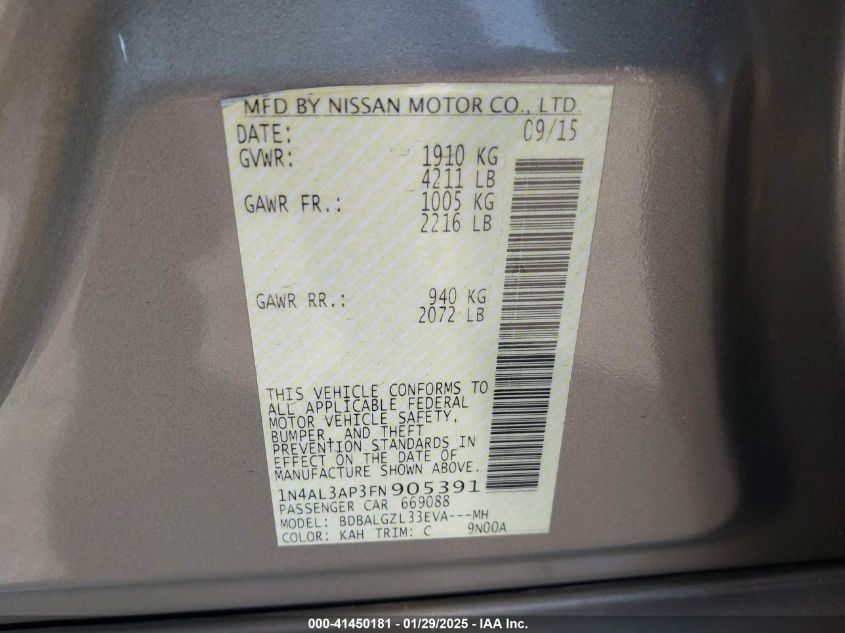 MFD BY NISSAN MOTOR CO., LTD.
DATE: 09/15
GVWR: 1910 KG
4211 LB
GAWR FR.: 1005 KG
2216 LB
GAWR RR.: 940 KG
2072 LB
THIS VEHICLE CONFORMS TO
ALL APPLICABLE FEDERAL
MOTOR VEHICLE SAFETY,
BUMPER, AND THEFT
PREVENTION STANDARDS IN
EFFECT ON THE DATE OF
MANUFACTURE SHOWN ABOVE.
1N4AL3AP3FN905391
PASSENGER CAR 669088
MODEL: BDBALGZL33EVA---MH
COLOR: KAH TRIM: C 9N00A
000-41450181 - 01/29/2025 - IAA Inc.